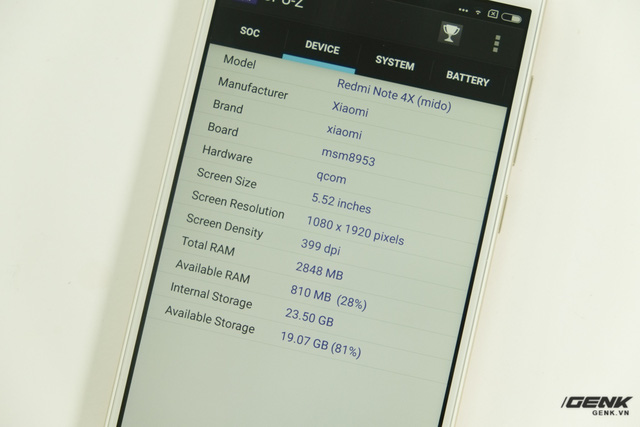 SOC DEVICE SYSTEM BATTERY
Model Redmi Note 4X (mido)
Manufacturer Xiaomi
Brand xiaomi
Board msm8953
Hardware qcom
Screen Size 5.52 inches
Screen Resolution 1080 x 1920 pixels
Screen Density 399 dpi
Total RAM 2848 MB
Available RAM 810 MB (28%)
Internal Storage 23.50 GB
Available Storage 19.07 GB (81%)
GENK
GENK.VN